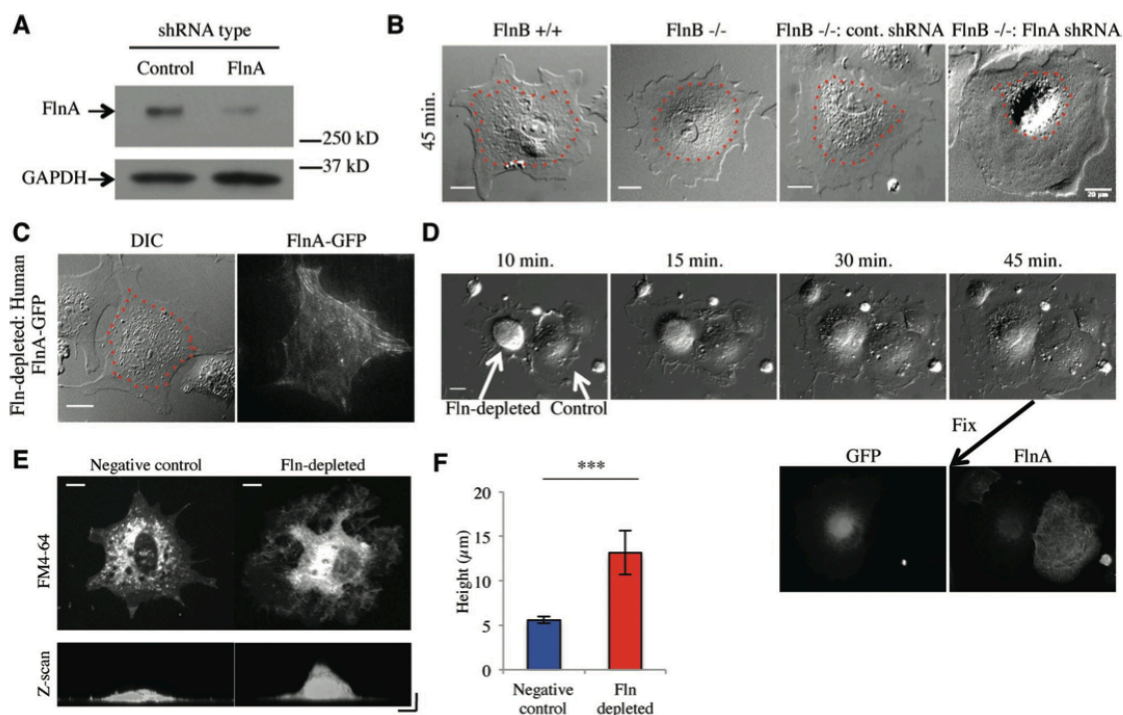 A
shRNA type
Control FlnA
FlnA
250 kD
37 kD
GAPDH
B
FlnB +/+ FlnB -/- FlnB -/-: cont. shRNA FlnB -/-: FlnA shRNA
45 min.
20 µm
C
DIC FlnA-GFP
Fln-depleted: Human
FlnA-GFP
D
10 min. 15 min. 30 min. 45 min.
Fln-depleted Control
Fix
GFP FlnA
E
Negative control Fln-depleted
FM4-64
Z-scan
F
***
Height (µm)
20
15
10
5
0
Negative
control
Fln
depleted